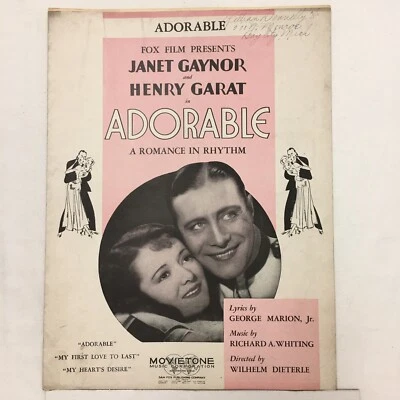 ADORABLE
FOX FILM PRESENTS
JANET GAYNOR
and
HENRY GARAT
in
ADORABLE
A ROMANCE IN RHYTHM
Lyrics by
GEORGE MARION, Jr.
Music by
RICHARD A. WHITING
Directed by
WILHELM DIETERLE
"ADORABLE"
"MY FIRST LOVE TO LAST"
"MY HEART'S DESIRE"
MOVIETONE
MUSIC CORPORATION